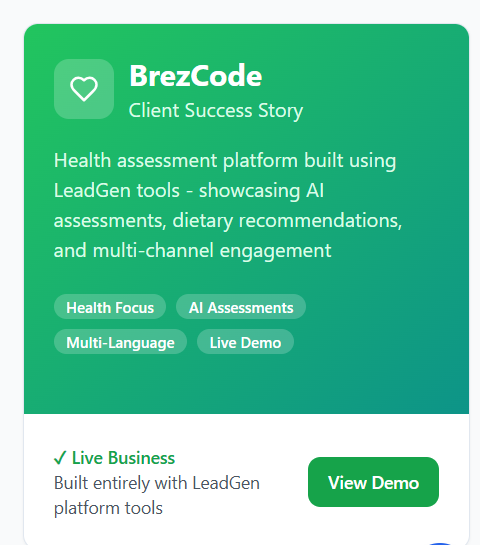 BrezCode
Client Success Story
Health assessment platform built using
LeadGen tools - showcasing AI
assessments, dietary recommendations,
and multi-channel engagement
Health Focus
AI Assessments
Multi-Language
Live Demo
✓ Live Business
Built entirely with LeadGen
platform tools
View Demo